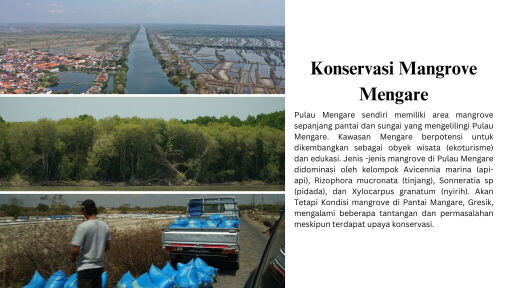 Konservasi Mangrove
Mengare
Pulau Mengare sendiri memiliki area mangrove
sepanjang pantai dan sungai yang mengelilingi Pulau
Mengare. Kawasan Mengare berpotensi untuk
dikembangkan sebagai obyek wisata (ekoturisme)
dan edukasi. Jenis -jenis mangrove di Pulau Mengare
didominasi oleh kelompok Avicennia marina (api-
api), Rizophora mucronata (tinjang), Sonneratia sp
(pidada), dan Xylocarpus granatum (nyirih). Akan
Tetapi Kondisi mangrove di Pantai Mangare, Gresik,
mengalami beberapa tantangan dan permasalahan
meskipun terdapat upaya konservasi.